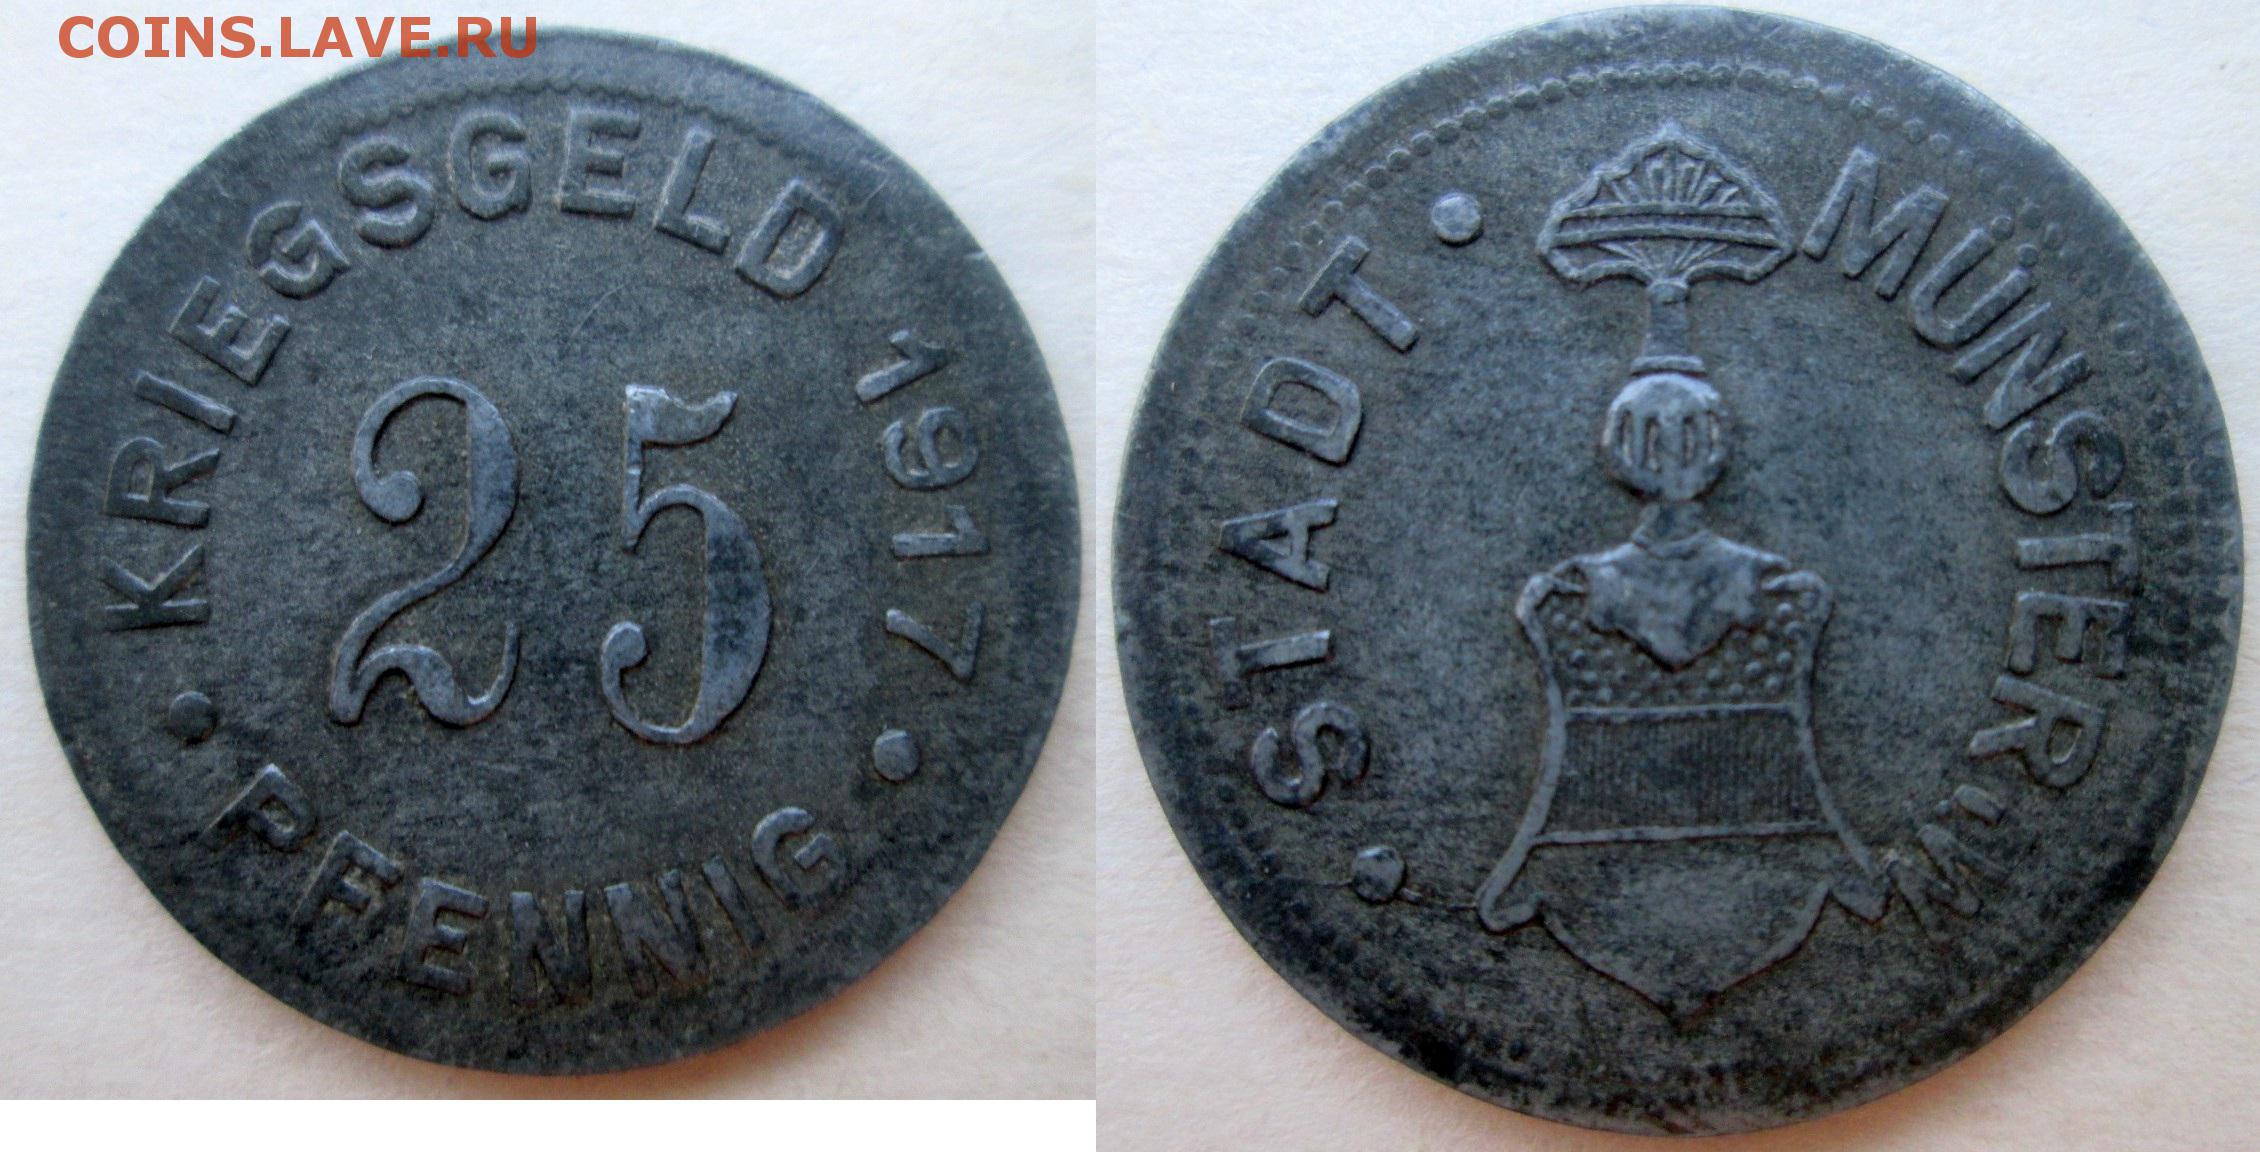 COINS.LAVE.RU
KRIEGSGELD 1917
25
• PFENNIG •
• STADT • MÜNSTER i.W